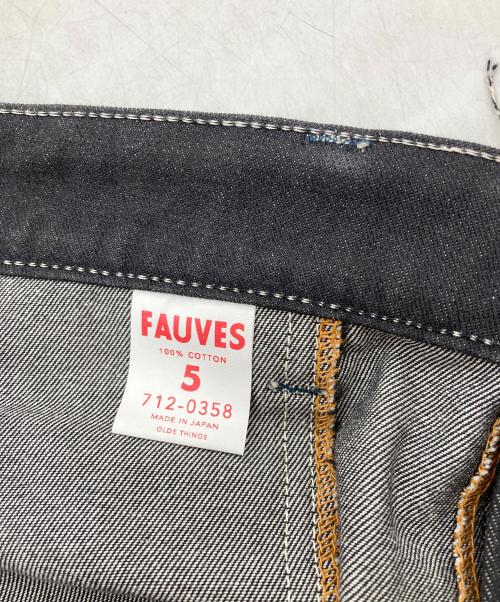 FAUVES
100% COTTON
5
712-0358
MADE IN JAPAN
OLDE THINGS